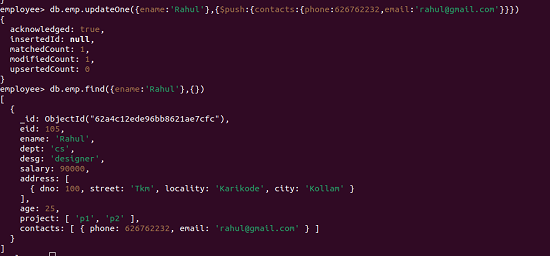 employee> db.emp.updateOne({ename:'Rahul'},{$push:{contacts:{phone:626762232,email:'rahul@gmail.com'}}})
{
  acknowledged: true,
  insertedId: null,
  matchedCount: 1,
  modifiedCount: 1,
  upsertedCount: 0
}
employee> db.emp.find({ename:'Rahul'},{})
[
  {
    _id: ObjectId("62a4c12ede96bb8621ae7cfc"),
    eid: 105,
    ename: 'Rahul',
    dept: 'cs',
    desg: 'designer',
    salary: 90000,
    address: [
      { dno: 100, street: 'Tkm', locality: 'Karikode', city: 'Kollam' }
    ],
    age: 25,
    project: [ 'p1', 'p2' ],
    contacts: [ { phone: 626762232, email: 'rahul@gmail.com' } ]
  }
]